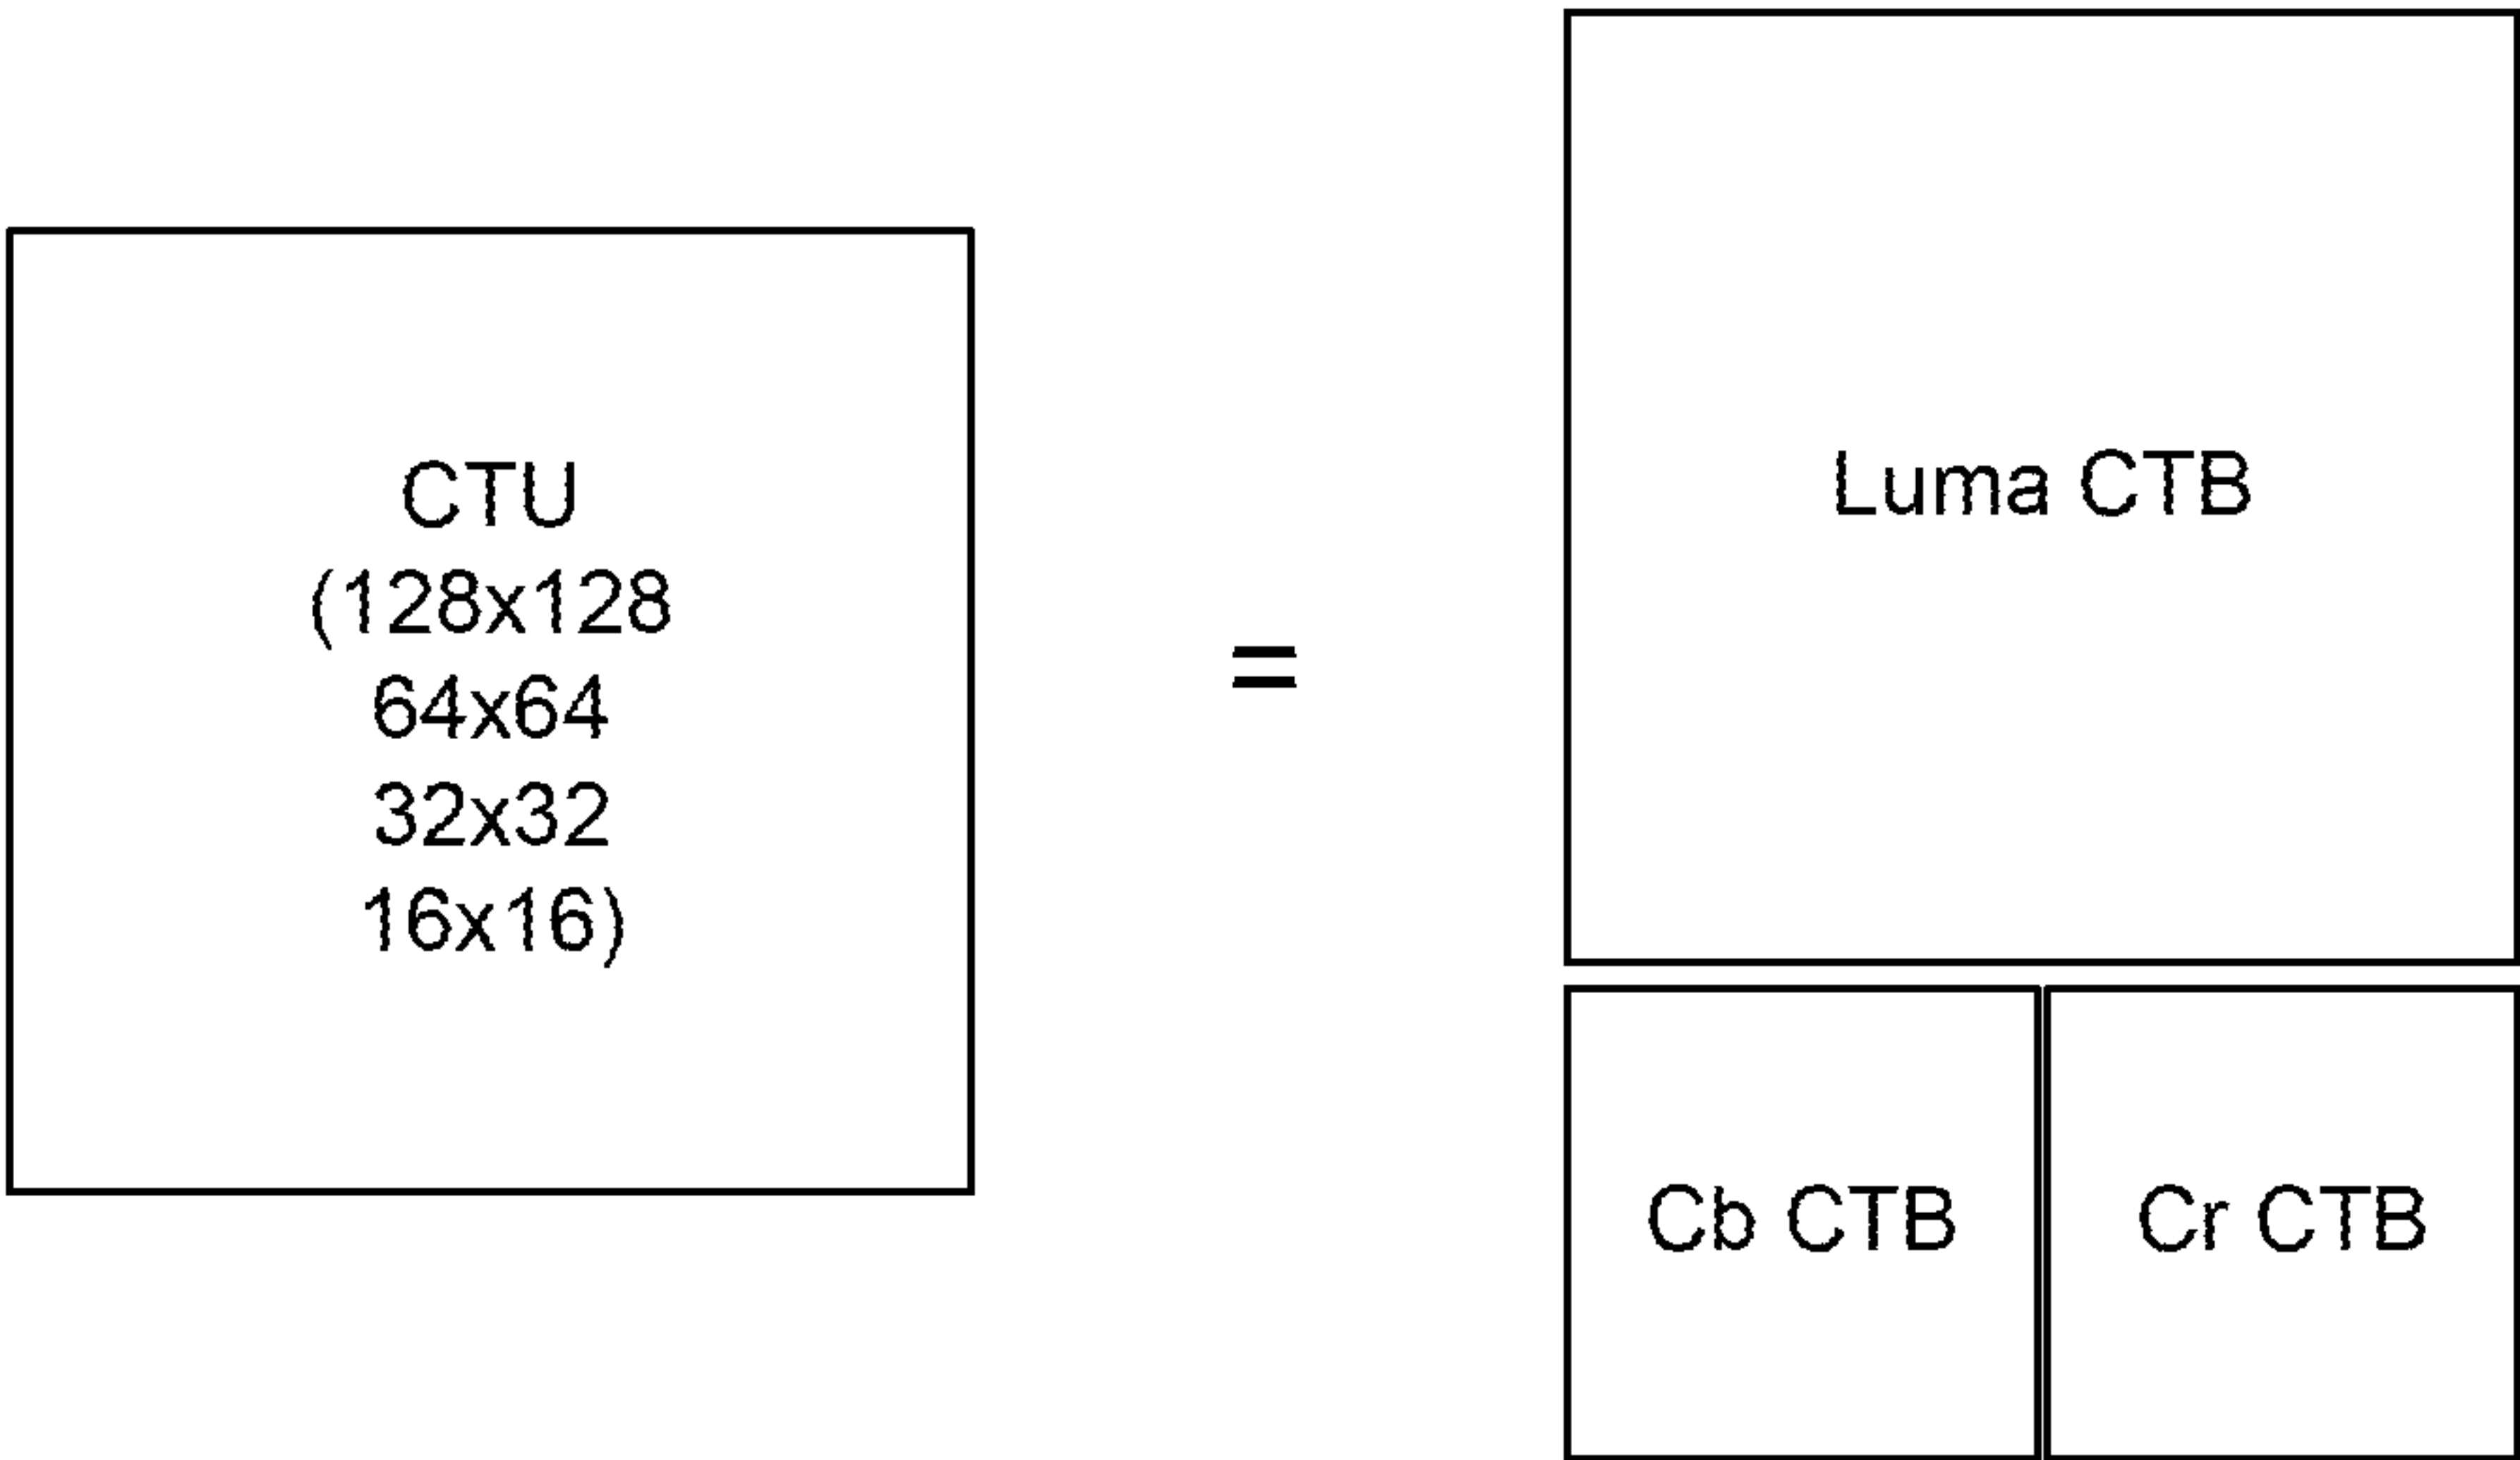 CTU
(128x128
64x64
32x32
16x16)
=
Luma CTB
Cb CTB
Cr CTB